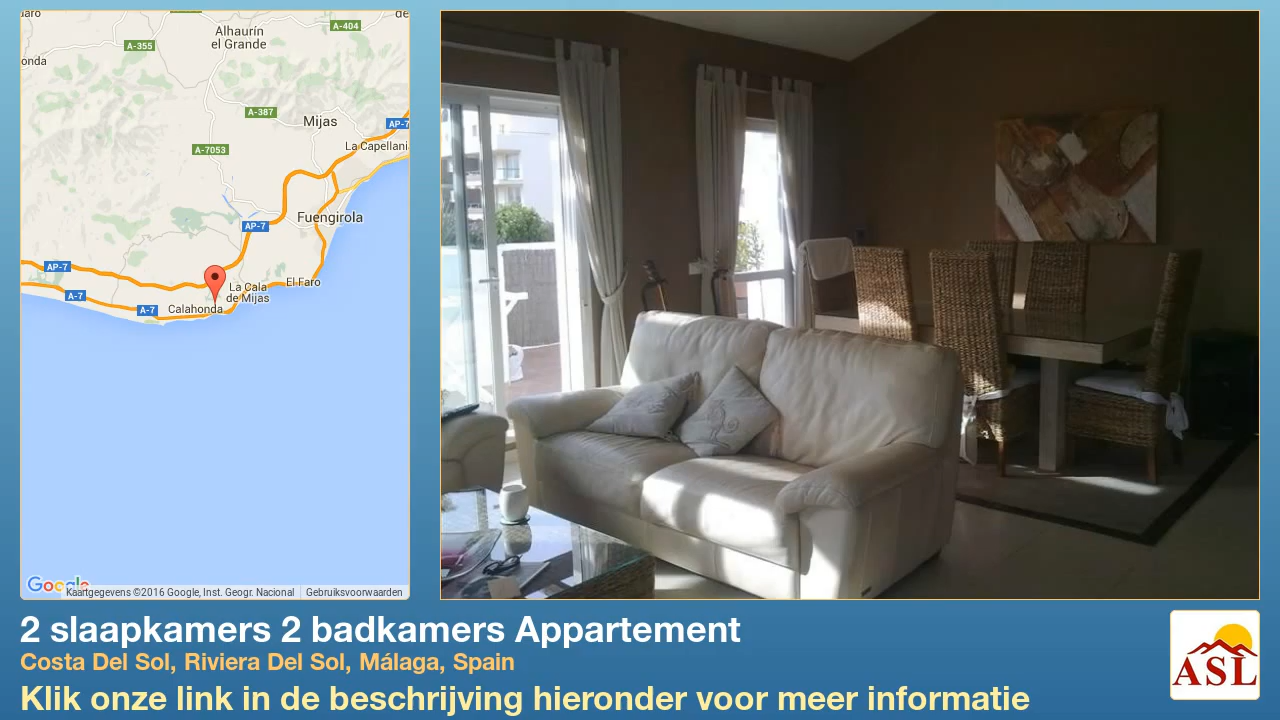 de
A-404
Alhaurín
el Grande
A-355
onda
A-387
Mijas
AP-7
La Capellaní
A-7053
Fuengirola
AP-7
AP-7
El Faro
La Cala
de Mijas
A-7
A-7
Calahonda
Google
Kaartgegevens ©2016 Google, Inst. Geogr. Nacional
Gebruiksvoorwaarden
2 slaapkamers 2 badkamers Appartement
Costa Del Sol, Riviera Del Sol, Málaga, Spain
Klik onze link in de beschrijving hieronder voor meer informatie
ASL